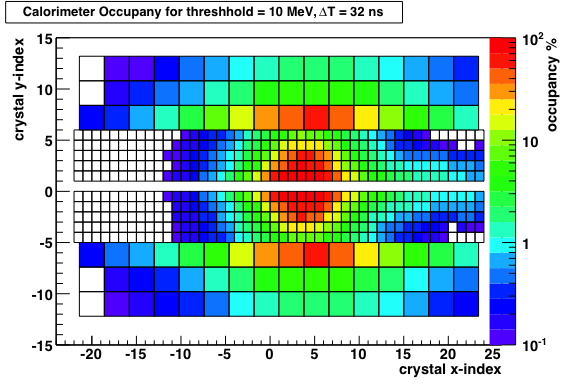 Calorimeter Occupany for threshhold = 10 MeV, ΔT = 32 ns
crystal y-index
15
10
5
0
-5
-10
-15
-20 -15 -10 -5 0 5 10 15 20 25
crystal x-index
10²
10
1
10⁻¹
occupancy %